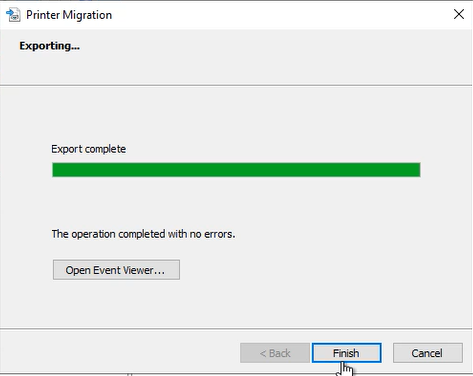 Printer Migration
Exporting...
Export complete
The operation completed with no errors.
Open Event Viewer...
< Back Finish Cancel